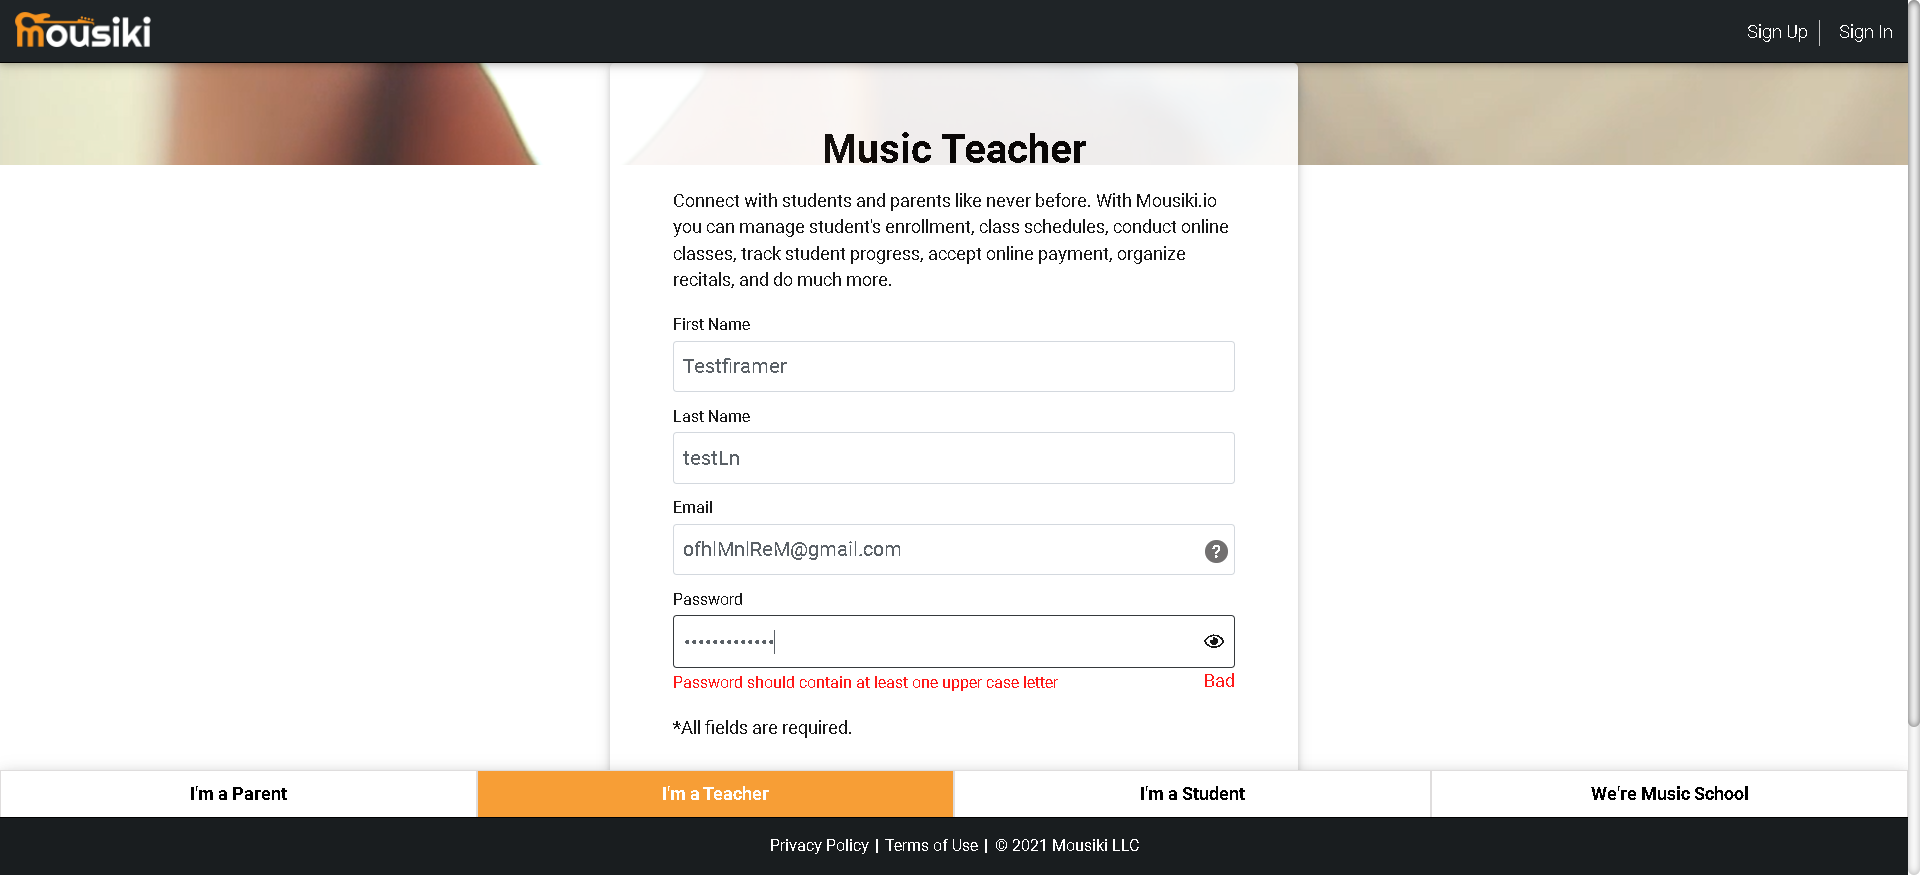 mousiki
Sign Up
Sign In
Music Teacher
Connect with students and parents like never before. With Mousiki.io
you can manage student's enrollment, class schedules, conduct online
classes, track student progress, accept online payment, organize
recitals, and do much more.
First Name
Testfiramer
Last Name
testLn
Email
ofhlMnlReM@gmail.com
?
Password
•••••••••••••
Password should contain at least one upper case letter
Bad
*All fields are required.
I'm a Parent
I'm a Teacher
I'm a Student
We're Music School
Privacy Policy | Terms of Use | © 2021 Mousiki LLC